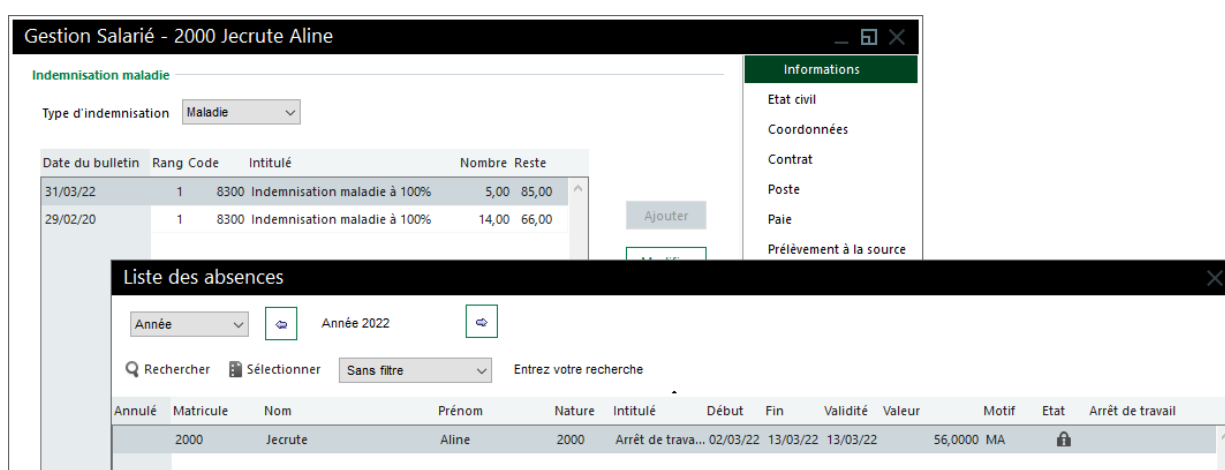 Gestion Salarié - 2000 Jecrute Aline
Indemnisation maladie
Type d'indemnisation Maladie
Date du bulletin Rang Code Intitulé Nombre Reste
31/03/22 1 8300 Indemnisation maladie à 100% 5,00 85,00
29/02/20 1 8300 Indemnisation maladie à 100% 14,00 66,00
Ajouter
Informations
Etat civil
Coordonnées
Contrat
Poste
Paie
Prélèvement à la source
Liste des absences
Année Année 2022
Rechercher Sélectionner Sans filtre Entrez votre recherche
Annulé Matricule Nom Prénom Nature Intitulé Début Fin Validité Valeur Motif Etat Arrêt de travail
2000 Jecrute Aline 2000 Arrêt de trava... 02/03/22 13/03/22 13/03/22 56,0000 MA